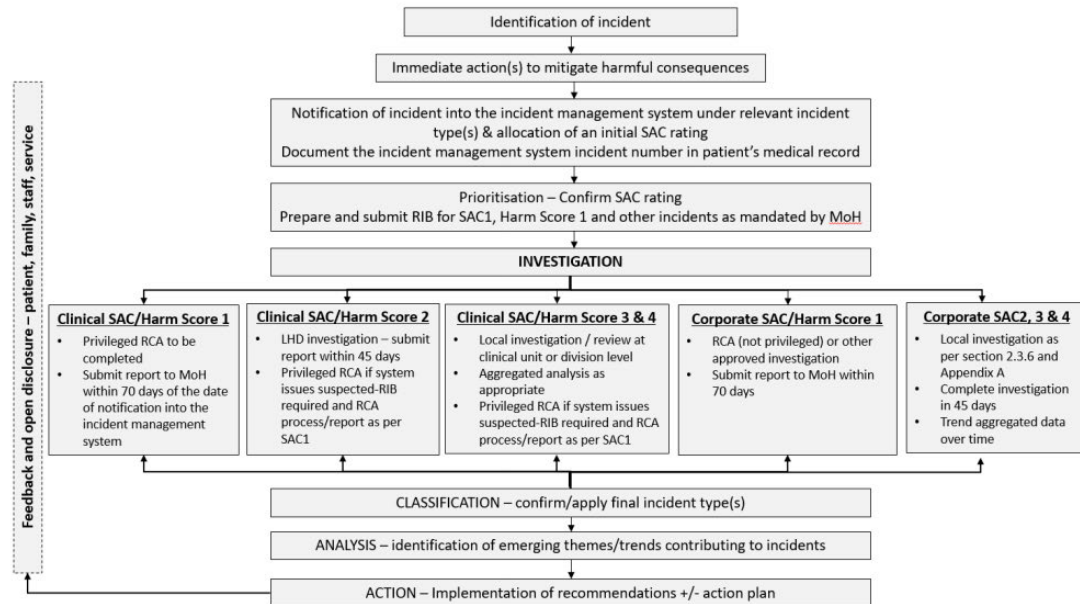 Identification of incident
Immediate action(s) to mitigate harmful consequences
Notification of incident into the incident management system under relevant incident
type(s) & allocation of an initial SAC rating
Document the incident management system incident number in patient's medical record
Prioritisation – Confirm SAC rating
Prepare and submit RIB for SAC1, Harm Score 1 and other incidents as mandated by MoH
INVESTIGATION
Clinical SAC/Harm Score 1
• Privileged RCA to be
completed
• Submit report to MoH
within 70 days of the date
of notification into the
incident management
system
Clinical SAC/Harm Score 2
• LHD investigation – submit
report within 45 days
• Privileged RCA if system
issues suspected-RIB
required and RCA
process/report as per
SAC1
Clinical SAC/Harm Score 3 & 4
• Local investigation / review at
clinical unit or division level
• Aggregated analysis as
appropriate
• Privileged RCA if system issues
suspected-RIB required and RCA
process/report as per SAC1
Corporate SAC/Harm Score 1
• RCA (not privileged) or other
approved investigation
• Submit report to MoH within
70 days
Corporate SAC2, 3 & 4
• Local investigation as
per section 2.3.6 and
Appendix A
• Complete investigation
in 45 days
• Trend aggregated data
over time
CLASSIFICATION – confirm/apply final incident type(s)
ANALYSIS – identification of emerging themes/trends contributing to incidents
ACTION – Implementation of recommendations +/- action plan
Feedback and open disclosure – patient, family, staff, service